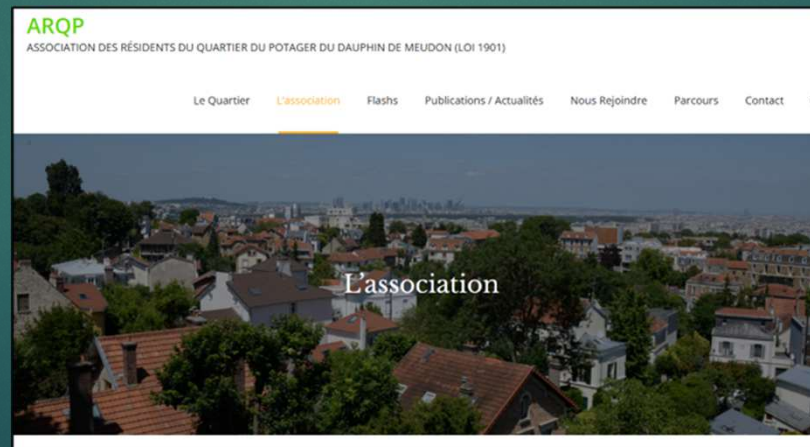 ARQP
ASSOCIATION DES RÉSIDENTS DU QUARTIER DU POTAGER DU DAUPHIN DE MEUDON (LOI 1901)
Le Quartier L'association Flashs Publications / Actualités Nous Rejoindre Parcours Contact
L'association